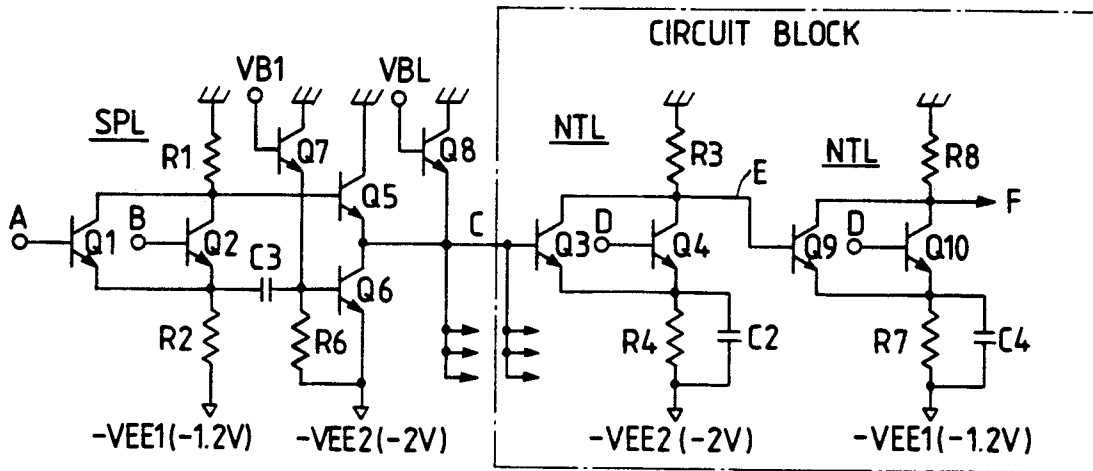 CIRCUIT BLOCK
VB1 VBL
SPL NTL NTL
R1 Q7 Q8 R3 R8
A B Q1 Q2 Q5 C D Q3 Q4 E D Q9 Q10 F
C3 Q6
R2 R6 R4 C2 R7 C4
-VEE1(-1.2V) -VEE2(-2V) -VEE2(-2V) -VEE1(-1.2V)